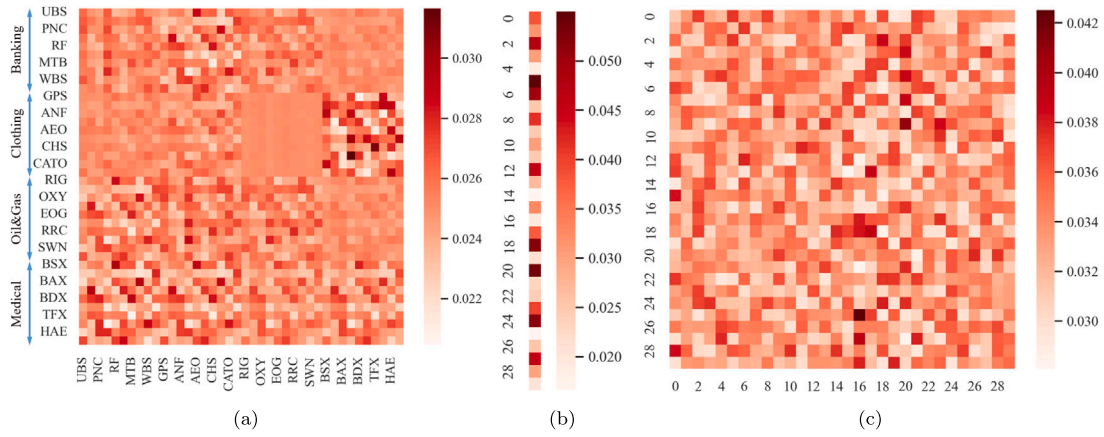 Banking
Clothing
Oil&Gas
Medical
UBS
PNC
RF
MTB
WBS
GPS
ANF
AEO
CHS
CATO
RIG
OXY
EOG
RRC
SWN
BSX
BAX
BDX
TFX
HAE
UBS PNC RF MTB WBS GPS ANF AEO CHS CATO RIG OXY EOG RRC SWN BSX BAX BDX TFX HAE
0.030
0.028
0.026
0.024
0.022
(a)
0
2
4
6
8
10
12
14
16
18
20
22
24
26
28
0.050
0.045
0.040
0.035
0.030
0.025
0.020
(b)
0
2
4
6
8
10
12
14
16
18
20
22
24
26
28
0 2 4 6 8 10 12 14 16 18 20 22 24 26 28
0.042
0.040
0.038
0.036
0.034
0.032
0.030
(c)